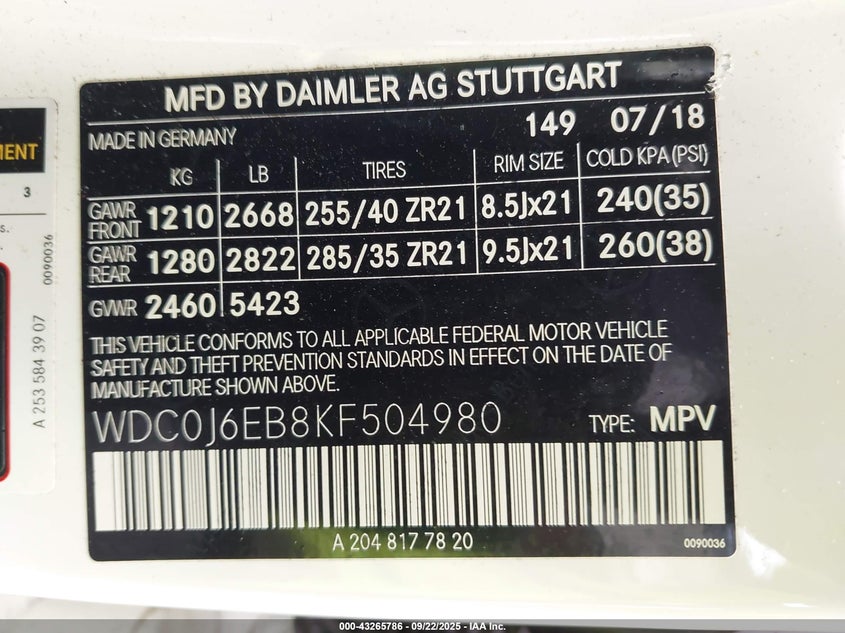 MFD BY DAIMLER AG STUTTGART
MADE IN GERMANY 149 07/18
KG LB TIRES RIM SIZE COLD KPA(PSI)
GAWR FRONT 1210 2668 255/40 ZR21 8.5Jx21 240(35)
GAWR REAR 1280 2822 285/35 ZR21 9.5Jx21 260(38)
GVWR 2460 5423
THIS VEHICLE CONFORMS TO ALL APPLICABLE FEDERAL MOTOR VEHICLE
SAFETY AND THEFT PREVENTION STANDARDS IN EFFECT ON THE DATE OF
MANUFACTURE SHOWN ABOVE.
WDC0J6EB8KF504980 TYPE: MPV
A 204 817 78 20 0090036
3
0090036
A 253 584 39 07
000-43265786 - 09/22/2025 - IAA Inc.